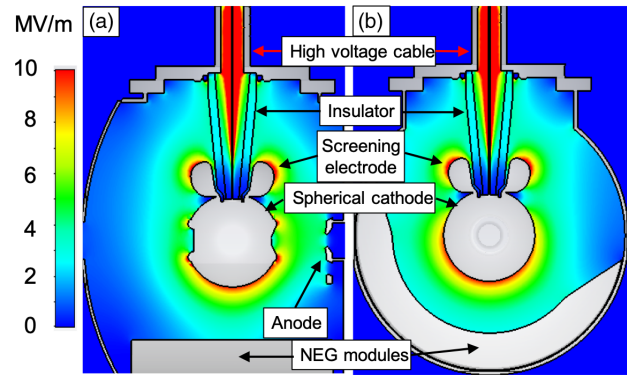 MV/m
(a)
(b)
High voltage cable
10
8
6
4
2
0
Insulator
Screening
electrode
Spherical cathode
Anode
NEG modules